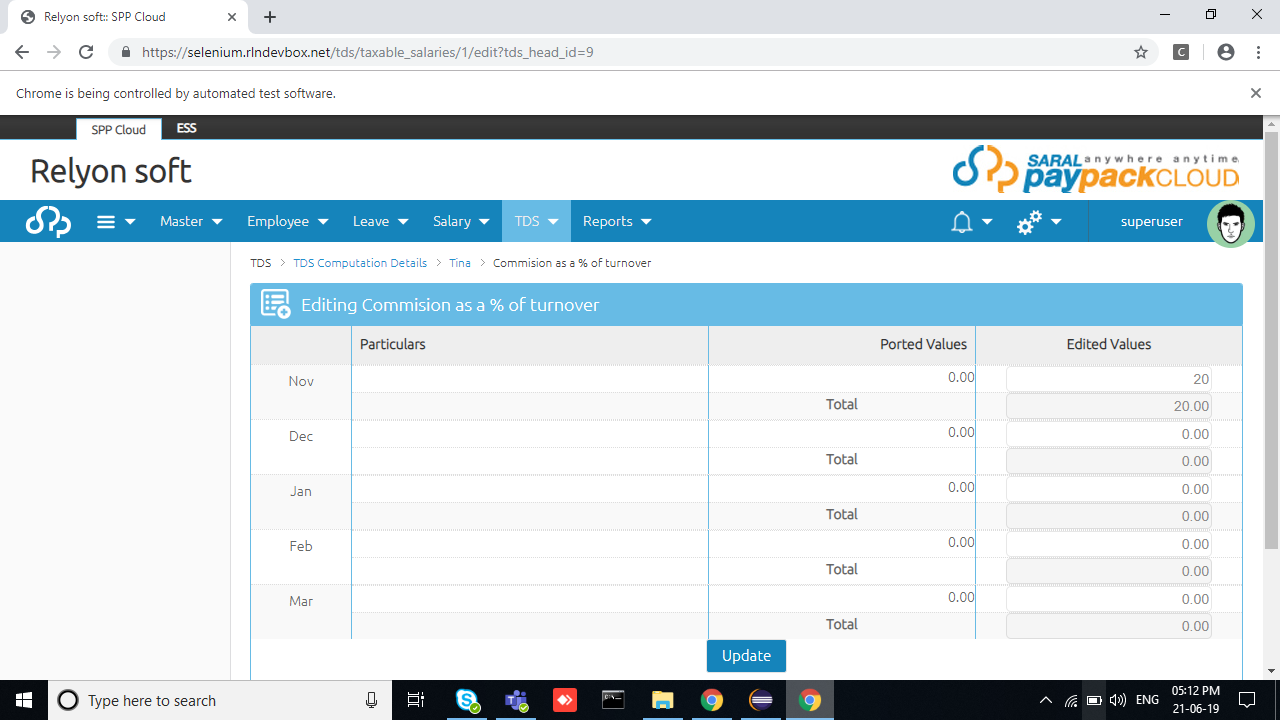 Relyon soft:: SPP Cloud
https://selenium.rlndevbox.net/tds/taxable_salaries/1/edit?tds_head_id=9
C
Chrome is being controlled by automated test software.
SPP Cloud ESS
Relyon soft
SARAL anywhere anytime
paypackCLOUD
Master Employee Leave Salary TDS Reports superuser
TDS > TDS Computation Details > Tina > Commision as a % of turnover
Editing Commision as a % of turnover
Particulars Ported Values Edited Values
Nov 0.00 20
Total 20.00
Dec 0.00 0.00
Total 0.00
Jan 0.00 0.00
Total 0.00
Feb 0.00 0.00
Total 0.00
Mar 0.00 0.00
Total 0.00
Update
Type here to search
ENG
05:12 PM
21-06-19